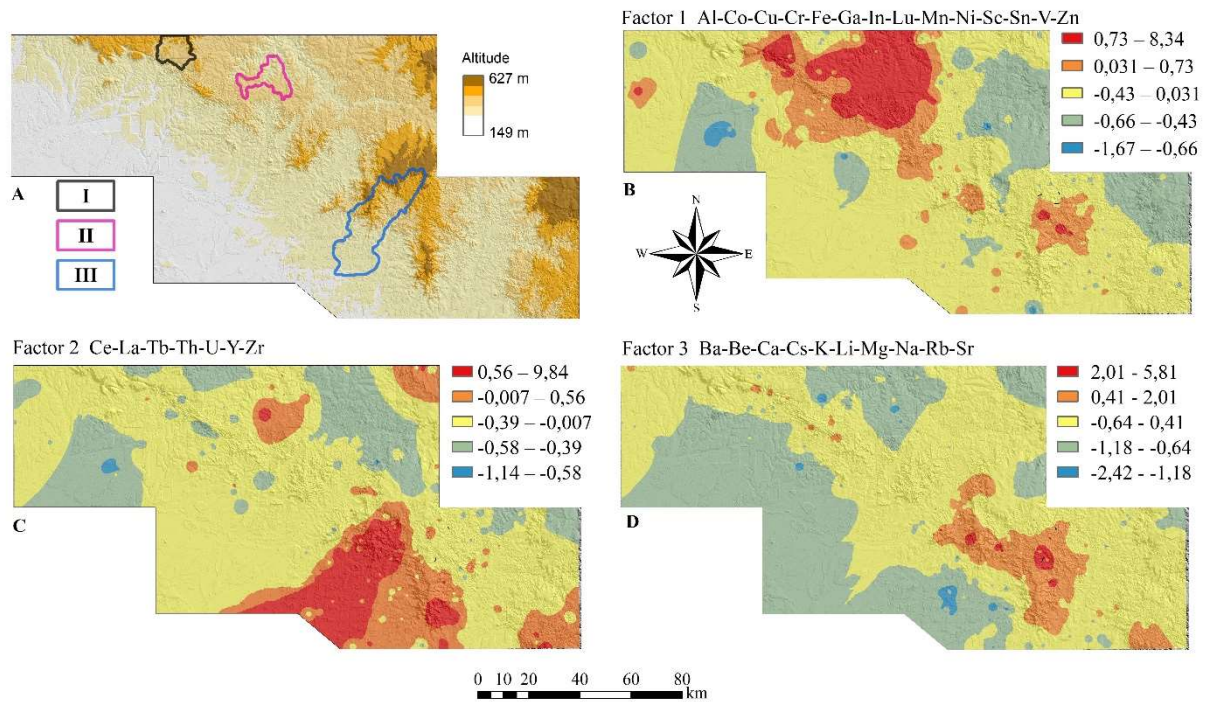 Altitude
627 m
149 m
A
I
II
III
Factor 1 Al-Co-Cu-Cr-Fe-Ga-In-Lu-Mn-Ni-Sc-Sn-V-Zn
0,73 – 8,34
0,031 – 0,73
-0,43 – 0,031
-0,66 – -0,43
-1,67 – -0,66
B
N
W
E
S
Factor 2 Ce-La-Tb-Th-U-Y-Zr
0,56 – 9,84
-0,007 – 0,56
-0,39 – -0,007
-0,58 – -0,39
-1,14 – -0,58
C
Factor 3 Ba-Be-Ca-Cs-K-Li-Mg-Na-Rb-Sr
2,01 - 5,81
0,41 - 2,01
-0,64 - 0,41
-1,18 - -0,64
-2,42 - -1,18
D
0 10 20 40 60 80
km